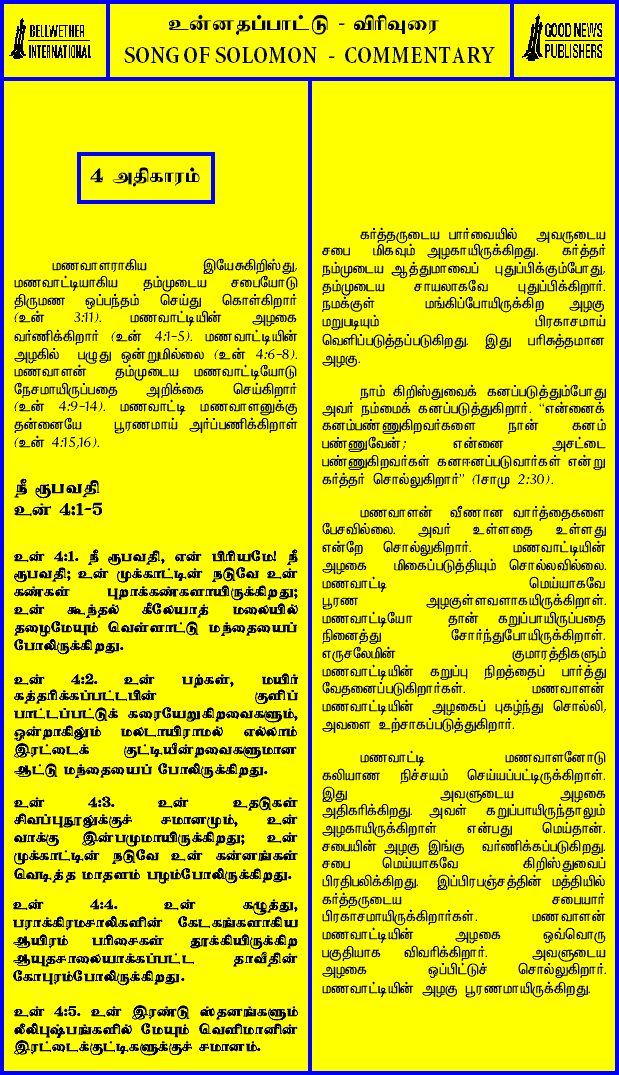 BELLWETHER
INTERNATIONAL
உன்னதப்பாட்டு - விரிவுரை
SONG OF SOLOMON - COMMENTARY
GOOD NEWS
PUBLISHERS
4 அதிகாரம்
மணவாளராகிய இயேசுகிறிஸ்து,
மணவாட்டியாகிய தம்முடைய சபையோடு
திருமண ஒப்பந்தம் செய்து கொள்கிறார்
(உன் 3:11). மணவாட்டியின் அழகை
வர்ணிக்கிறார் (உன் 4:1-5). மணவாட்டியின்
அழகில் பழுது ஒன்றுமில்லை (உன் 4:6-8).
மணவாளன் தம்முடைய மணவாட்டியோடு
நேசமாயிருப்பதை அறிக்கை செய்கிறார்
(உன் 4:9-14). மணவாட்டி மணவாளனுக்கு
தன்னையே பூரணமாய் அர்ப்பணிக்கிறாள்
(உன் 4:15,16).
நீ ரூபவதி
உன் 4:1-5
உன் 4:1. நீ ரூபவதி, என் பிரியமே! நீ
ரூபவதி; உன் முக்காட்டின் நடுவே உன்
கண்கள் புறாக்கண்களாயிருக்கிறது;
உன் கூந்தல் கீலேயாத் மலையில்
தழைமேயும் வெள்ளாட்டு மந்தையைப்
போலிருக்கிறது.
உன் 4:2. உன் பற்கள், மயிர்
கத்தரிக்கப்பட்டபின் குளிப்
பாட்டப்பட்டுக் கரையேறுகிறவைகளும்,
ஒன்றாகிலும் மலடாயிராமல் எல்லாம்
இரட்டைக் குட்டியீன்றவைகளுமான
ஆட்டு மந்தையைப் போலிருக்கிறது.
உன் 4:3. உன் உதடுகள்
சிவப்புநூலுக்குச் சமானமும், உன்
வாக்கு இன்பமுமாயிருக்கிறது; உன்
முக்காட்டின் நடுவே உன் கன்னங்கள்
வெடித்த மாதளம் பழம்போலிருக்கிறது.
உன் 4:4. உன் கழுத்து,
பராக்கிரமசாலிகளின் கேடகங்களாகிய
ஆயிரம் பரிசைகள் தூக்கியிருக்கிற
ஆயுதசாலையாக்கப்பட்ட தாவீதின்
கோபுரம்போலிருக்கிறது.
உன் 4:5. உன் இரண்டு ஸ்தனங்களும்
லீலிபுஷ்பங்களில் மேயும் வெளிமானின்
இரட்டைக்குட்டிகளுக்குச் சமானம்.
கர்த்தருடைய பார்வையில் அவருடைய
சபை மிகவும் அழகாயிருக்கிறது. கர்த்தர்
நம்முடைய ஆத்துமாவைப் புதுப்பிக்கும்போது,
தம்முடைய சாயலாகவே புதுப்பிக்கிறார்.
நமக்குள் மங்கிப்போயிருக்கிற அழகு
மறுபடியும் பிரகாசமாய்
வெளிப்படுத்தப்படுகிறது. இது பரிசுத்தமான
அழகு.
நாம் கிறிஸ்துவைக் கனப்படுத்தும்போது
அவர் நம்மைக் கனப்படுத்துகிறார். "என்னைக்
கனம்பண்ணுகிறவர்களை நான் கனம்
பண்ணுவேன்; என்னை அசட்டை
பண்ணுகிறவர்கள் கனஈனப்படுவார்கள் என்று
கர்த்தர் சொல்லுகிறார்" (1சாமு 2:30).
மணவாளன் வீணான வார்த்தைகளை
பேசவில்லை. அவர் உள்ளதை உள்ளது
என்றே சொல்லுகிறார். மணவாட்டியின்
அழகை மிகைப்படுத்தியும் சொல்லவில்லை.
மணவாட்டி மெய்யாகவே
பூரண அழகுள்ளவளாகயிருக்கிறாள்.
மணவாட்டியோ தான் கறுப்பாயிருப்பதை
நினைத்து சோர்ந்துபோயிருக்கிறாள்.
எருசலேமின் குமாரத்திகளும்
மணவாட்டியின் கறுப்பு நிறத்தைப் பார்த்து
வேதனைப்படுகிறார்கள். மணவாளன்
மணவாட்டியின் அழகைப் புகழ்ந்து சொல்லி,
அவளை உற்சாகப்படுத்துகிறார்.
மணவாட்டி மணவாளனோடு
கலியாண நிச்சயம் செய்யப்பட்டிருக்கிறாள்.
இது அவளுடைய அழகை
அதிகரிக்கிறது. அவள் கறுப்பாயிருந்தாலும்
அழகாயிருக்கிறாள் என்பது மெய்தான்.
சபையின் அழகு இங்கு வர்ணிக்கப்படுகிறது.
சபை மெய்யாகவே கிறிஸ்துவைப்
பிரதிபலிக்கிறது. இப்பிரபஞ்சத்தின் மத்தியில்
கர்த்தருடைய சபையார்
பிரகாசமாயிருக்கிறார்கள். மணவாளன்
மணவாட்டியின் அழகை ஒவ்வொரு
பகுதியாக விவரிக்கிறார். அவளுடைய
அழகை ஒப்பிட்டுச் சொல்லுகிறார்.
மணவாட்டியின் அழகு பூரணமாயிருக்கிறது.